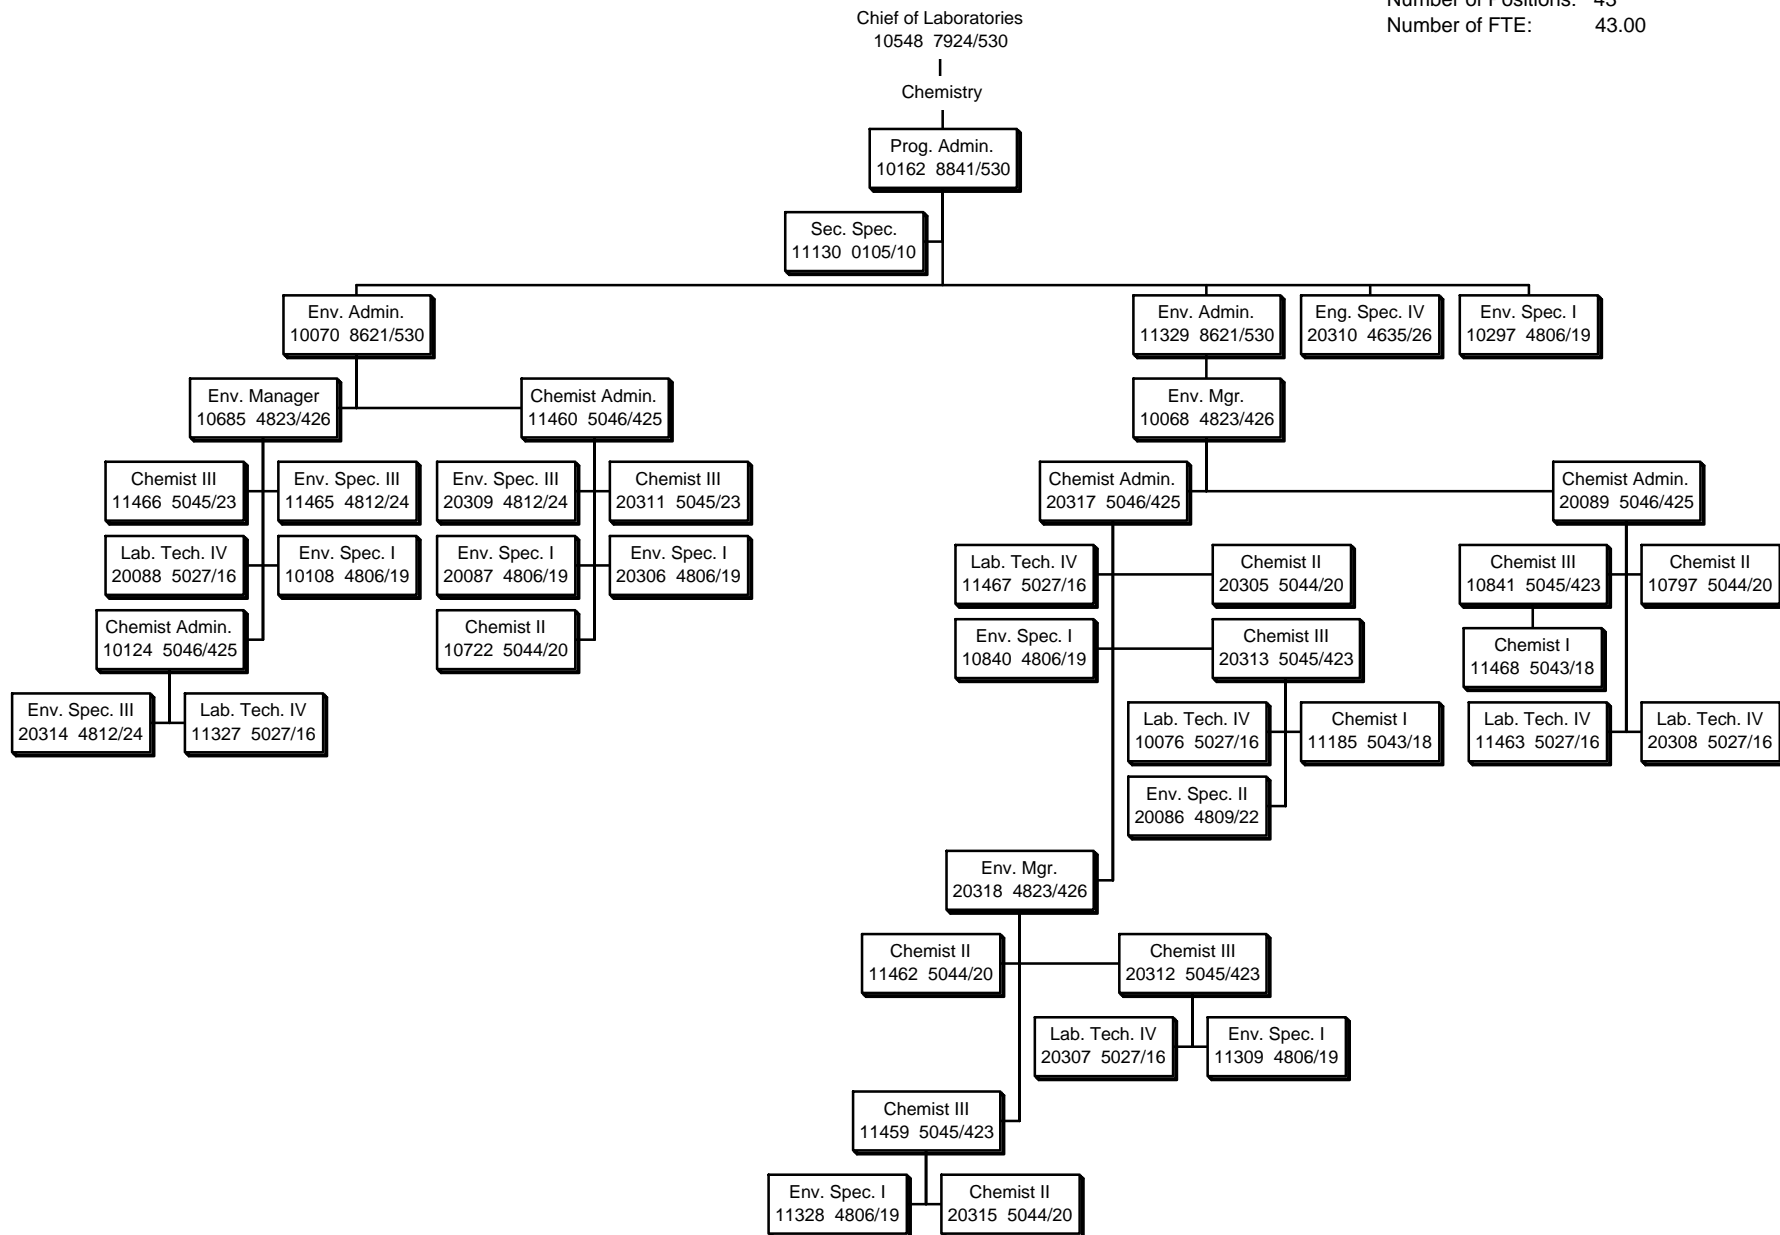 Number of Positions: 43
Number of FTE: 43.00
Chief of Laboratories
10548 7924/530
Chemistry
Prog. Admin.
10162 8841/530
Sec. Spec.
11130 0105/10
Env. Admin.
10070 8621/530
Env. Admin.
11329 8621/530
Eng. Spec. IV
20310 4635/26
Env. Spec. I
10297 4806/19
Env. Manager
10685 4823/426
Chemist Admin.
11460 5046/425
Env. Mgr.
10068 4823/426
Chemist III
11466 5045/23
Env. Spec. III
11465 4812/24
Env. Spec. III
20309 4812/24
Chemist III
20311 5045/23
Chemist Admin.
20317 5046/425
Chemist Admin.
20089 5046/425
Lab. Tech. IV
20088 5027/16
Env. Spec. I
10108 4806/19
Env. Spec. I
20087 4806/19
Env. Spec. I
20306 4806/19
Lab. Tech. IV
11467 5027/16
Chemist II
20305 5044/20
Chemist III
10841 5045/423
Chemist II
10797 5044/20
Chemist Admin.
10124 5046/425
Chemist II
10722 5044/20
Env. Spec. I
10840 4806/19
Chemist III
20313 5045/423
Chemist I
11468 5043/18
Env. Spec. III
20314 4812/24
Lab. Tech. IV
11327 5027/16
Lab. Tech. IV
10076 5027/16
Chemist I
11185 5043/18
Lab. Tech. IV
11463 5027/16
Lab. Tech. IV
20308 5027/16
Env. Spec. II
20086 4809/22
Env. Mgr.
20318 4823/426
Chemist II
11462 5044/20
Chemist III
20312 5045/423
Lab. Tech. IV
20307 5027/16
Env. Spec. I
11309 4806/19
Chemist III
11459 5045/423
Env. Spec. I
11328 4806/19
Chemist II
20315 5044/20